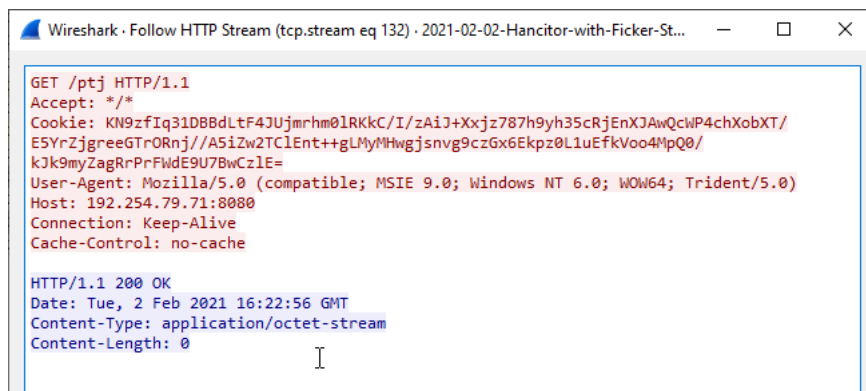 Wireshark · Follow HTTP Stream (tcp.stream eq 132) · 2021-02-02-Hancitor-with-Ficker-St...
GET /ptj HTTP/1.1
Accept: */*
Cookie: KN9zfIq31DBBdLtF4JUjmrhm0lRKkC/I/zAiJ+Xxjz787h9yh35cRjEnXJAwQcWP4chXobXT/
E5YrZjgreeGTrORnj//A5iZw2TClEnt++gLMyMHwgjsnvg9czGx6Ekpz0L1uEfkVoo4MpQ0/
kJk9myZagRrPrFWdE9U7BwCzlE=
User-Agent: Mozilla/5.0 (compatible; MSIE 9.0; Windows NT 6.0; WOW64; Trident/5.0)
Host: 192.254.79.71:8080
Connection: Keep-Alive
Cache-Control: no-cache
HTTP/1.1 200 OK
Date: Tue, 2 Feb 2021 16:22:56 GMT
Content-Type: application/octet-stream
Content-Length: 0